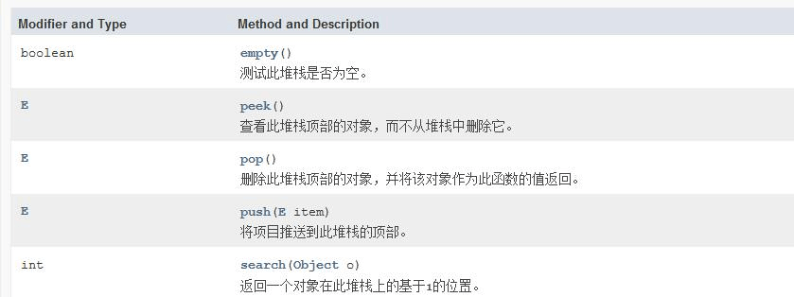 Modifier and Type Method and Description
boolean empty()
测试此堆栈是否为空。
E peek()
查看此堆栈顶部的对象，而不从堆栈中删除它。
E pop()
删除此堆栈顶部的对象，并将该对象作为此函数的值返回。
E push(E item)
将项目推送到此堆栈的顶部。
int search(Object o)
返回一个对象在此堆栈上的基于1的位置。